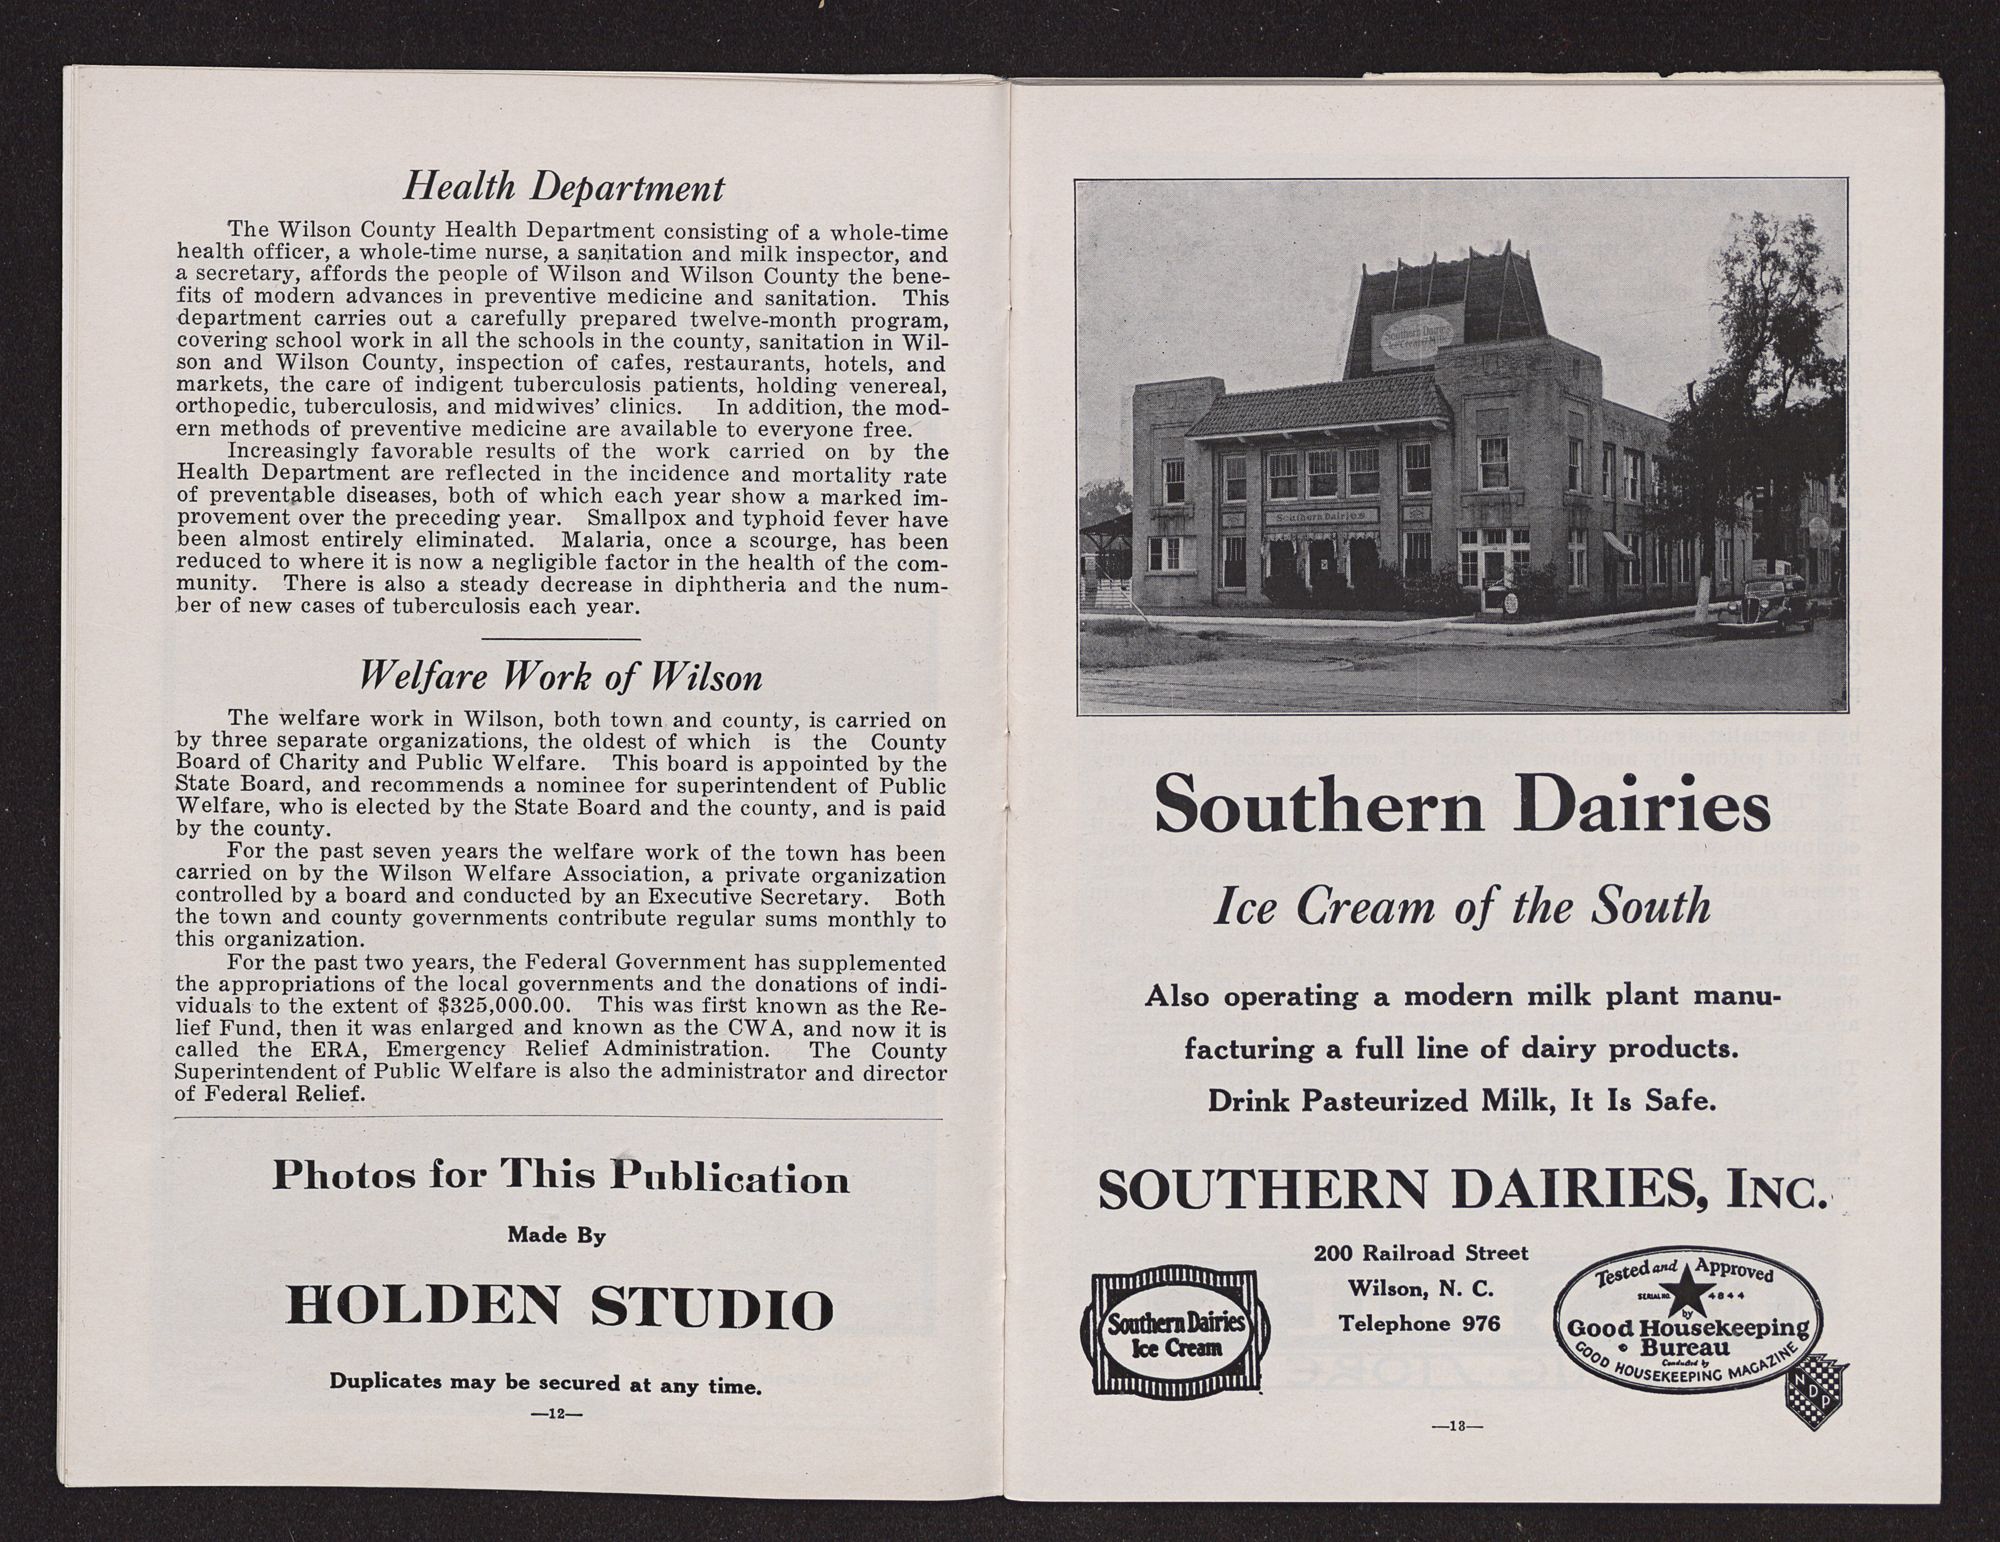 Health Department
The Wilson County Health Department consisting of a whole-time
health officer, a whole-time nurse, a sanitation and milk inspector, and
a secretary, affords the people of Wilson and Wilson County the bene-
fits of modern advances in preventive medicine and sanitation. This
department carries out a carefully prepared twelve-month program,
covering school work in all the schools in the county, sanitation in Wil-
son and Wilson County, inspection of cafes, restaurants, hotels, and
markets, the care of indigent tuberculosis patients, holding venereal,
orthopedic, tuberculosis, and midwives' clinics. In addition, the mod-
ern methods of preventive medicine are available to everyone free.
Increasingly favorable results of the work carried on by the
Health Department are reflected in the incidence and mortality rate
of preventable diseases, both of which each year show a marked im-
provement over the preceding year. Smallpox and typhoid fever have
been almost entirely eliminated. Malaria, once a scourge, has been
reduced to where it is now a negligible factor in the health of the com-
munity. There is also a steady decrease in diphtheria and the num-
ber of new cases of tuberculosis each year.
Welfare Work of Wilson
The welfare work in Wilson, both town and county, is carried on
by three separate organizations, the oldest of which is the County
Board of Charity and Public Welfare. This board is appointed by the
State Board, and recommends a nominee for superintendent of Public
Welfare, who is elected by the State Board and the county, and is paid
by the county.
For the past seven years the welfare work of the town has been
carried on by the Wilson Welfare Association, a private organization
controlled by a board and conducted by an Executive Secretary. Both
the town and county governments contribute regular sums monthly to
this organization.
For the past two years, the Federal Government has supplemented
the appropriations of the local governments and the donations of indi-
viduals to the extent of $325,000.00. This was first known as the Re-
lief Fund, then it was enlarged and known as the CWA, and now it is
called the ERA, Emergency Relief Administration. The County
Superintendent of Public Welfare is also the administrator and director
of Federal Relief.
Photos for This Publication
Made By
HOLDEN STUDIO
Duplicates may be secured at any time.
—12—
Southern Dairies
Ice Cream Milk
Southern Dairies
Southern Dairies
Ice Cream of the South
Also operating a modern milk plant manu-
facturing a full line of dairy products.
Drink Pasteurized Milk, It Is Safe.
SOUTHERN DAIRIES, INC.
200 Railroad Street
Wilson, N. C.
Telephone 976
Southern Dairies
Ice Cream
Tested and Approved
SERIAL NO. 4844
by
Good Housekeeping
Bureau
Conducted by
GOOD HOUSEKEEPING MAGAZINE
NDP
—13—